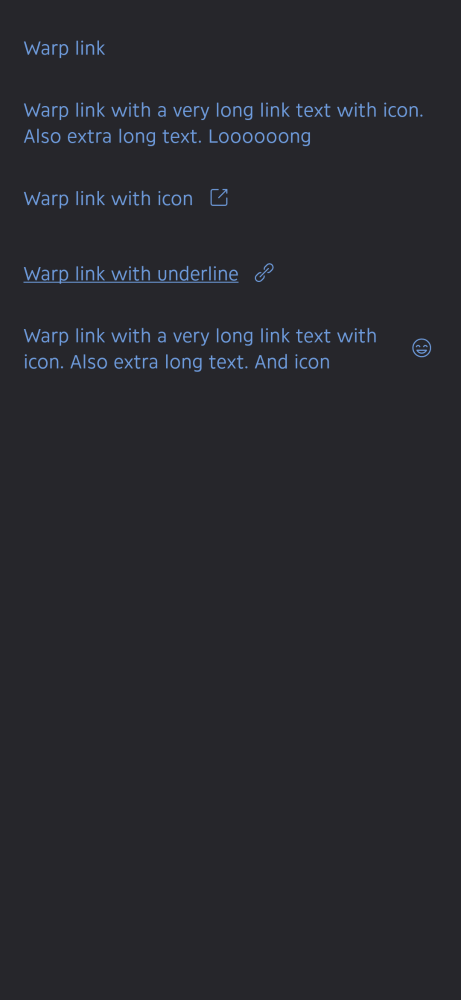 Warp link
Warp link with a very long link text with icon.
Also extra long text. Loooooong
Warp link with icon
Warp link with underline
Warp link with a very long link text with
icon. Also extra long text. And icon